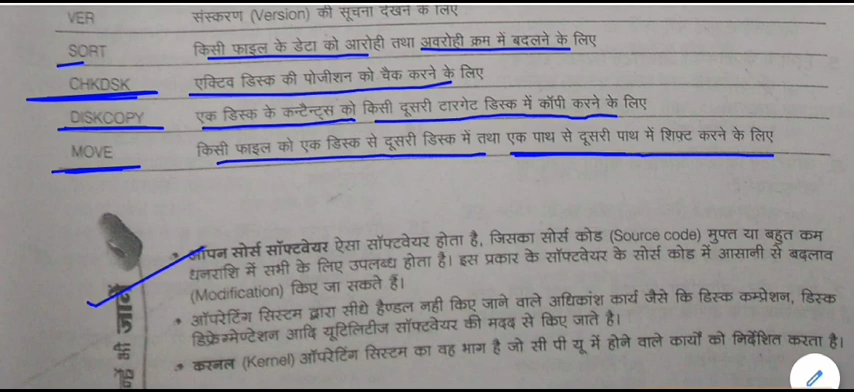 VER संस्करण (Version) की सूचना देखने के लिए
SORT किसी फाइल के डेटा को आरोही तथा अवरोही क्रम में बदलने के लिए
CHKDSK एक्टिव डिस्क की पोजीशन को चैक करने के लिए
DISKCOPY एक डिस्क के कन्टैन्ट्स को किसी दूसरी टारगेट डिस्क में कॉपी करने के लिए
MOVE किसी फाइल को एक डिस्क से दूसरी डिस्क में तथा एक पाथ से दूसरी पाथ में शिफ्ट करने के लिए
• ओपन सोर्स सॉफ्टवेयर ऐसा सॉफ्टवेयर होता है, जिसका सोर्स कोड (Source code) मुफ्त या बहुत कम
धनराशि में सभी के लिए उपलब्ध होता है। इस प्रकार के सॉफ्टवेयर के सोर्स कोड में आसानी से बदलाव
(Modification) किए जा सकते हैं।
• ऑपरेटिंग सिस्टम द्वारा सीधे हैण्डल नही किए जाने वाले अधिकांश कार्य जैसे कि डिस्क कम्प्रेशन, डिस्क
डिफ्रेग्मेण्टेशन आदि यूटिलिटीज सॉफ्टवेयर की मदद से किए जाते है।
• करनल (Kernel) ऑपरेटिंग सिस्टम का वह भाग है जो सी पी यू में होने वाले कार्यों को निर्देशित करता है।
भी जानें